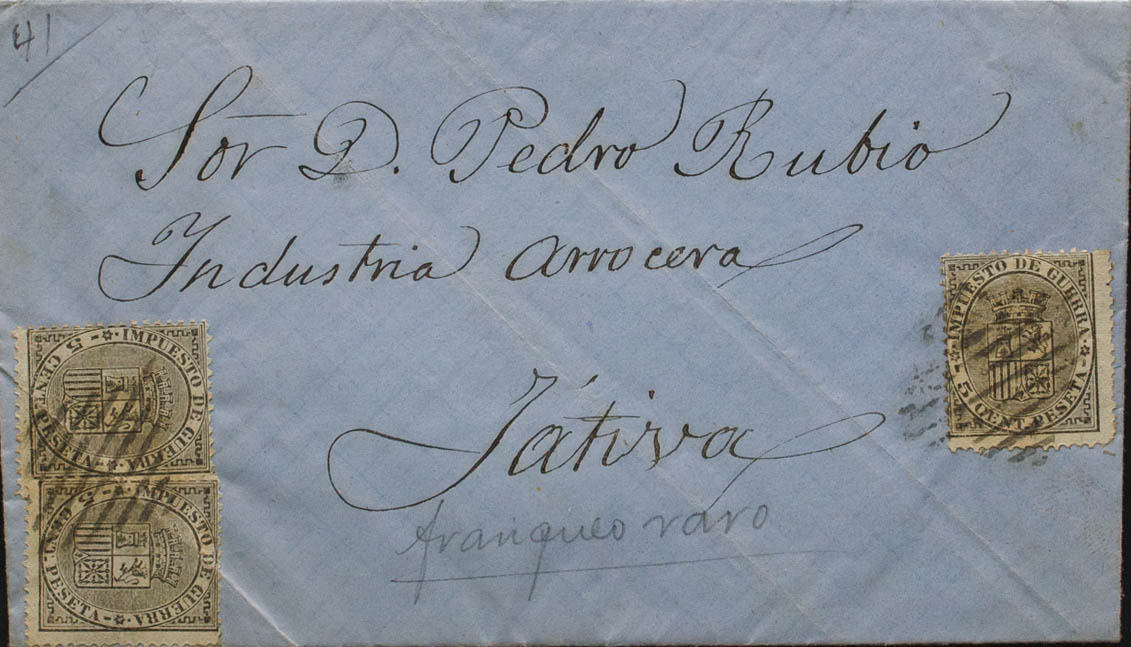 41
Sor D. Pedro Rubio
Industria Arrocera
Játiva
franqueo raro
IMPUESTO DE GUERRA
5 CENT. PESETA
IMPUESTO DE GUERRA
5 CENT. PESETA
IMPUESTO DE GUERRA
5 CENT. PESETA